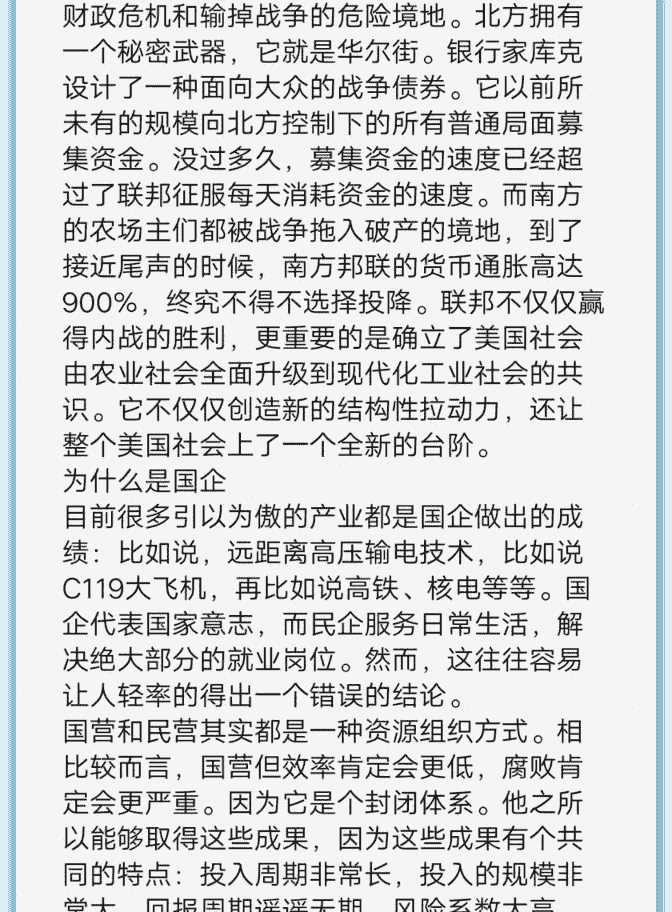 财政危机和输掉战争的危险境地。北方拥有
一个秘密武器，它就是华尔街。银行家库克
设计了一种面向大众的战争债券。它以前所
未有的规模向北方控制下的所有普通局面募
集资金。没过多久，募集资金的速度已经超
过了联邦征服每天消耗资金的速度。而南方
的农场主们都被战争拖入破产的境地，到了
接近尾声的时候，南方邦联的货币通胀高达
900%，终究不得不选择投降。联邦不仅仅赢
得内战的胜利，更重要的是确立了美国社会
由农业社会全面升级到现代化工业社会的共
识。它不仅仅创造新的结构性拉动力，还让
整个美国社会上了一个全新的台阶。
为什么是国企
目前很多引以为傲的产业都是国企做出的成
绩：比如说，远距离高压输电技术，比如说
C119大飞机，再比如说高铁、核电等等。国
企代表国家意志，而民企服务日常生活，解
决绝大部分的就业岗位。然而，这往往容易
让人轻率的得出一个错误的结论。
国营和民营其实都是一种资源组织方式。相
比较而言，国营但效率肯定会更低，腐败肯
定会更严重。因为它是个封闭体系。他之所
以能够取得这些成果，因为这些成果有个共
同的特点：投入周期非常长，投入的规模非
常大，回报周期遥遥无期，风险系数太高，